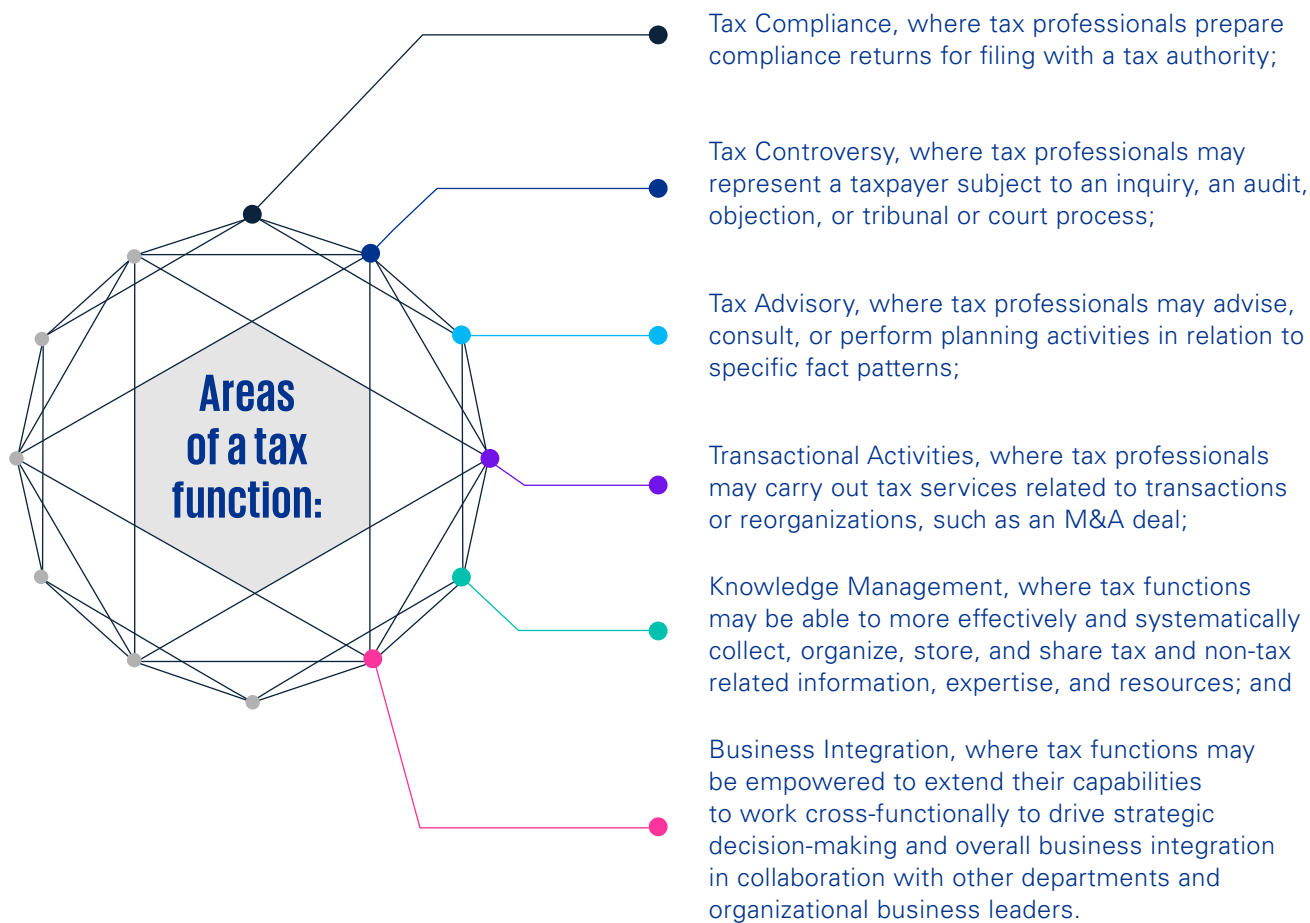 Areas
of a tax
function:
Tax Compliance, where tax professionals prepare
compliance returns for filing with a tax authority;
Tax Controversy, where tax professionals may
represent a taxpayer subject to an inquiry, an audit,
objection, or tribunal or court process;
Tax Advisory, where tax professionals may advise,
consult, or perform planning activities in relation to
specific fact patterns;
Transactional Activities, where tax professionals
may carry out tax services related to transactions
or reorganizations, such as an M&A deal;
Knowledge Management, where tax functions
may be able to more effectively and systematically
collect, organize, store, and share tax and non-tax
related information, expertise, and resources; and
Business Integration, where tax functions may
be empowered to extend their capabilities
to work cross-functionally to drive strategic
decision-making and overall business integration
in collaboration with other departments and
organizational business leaders.